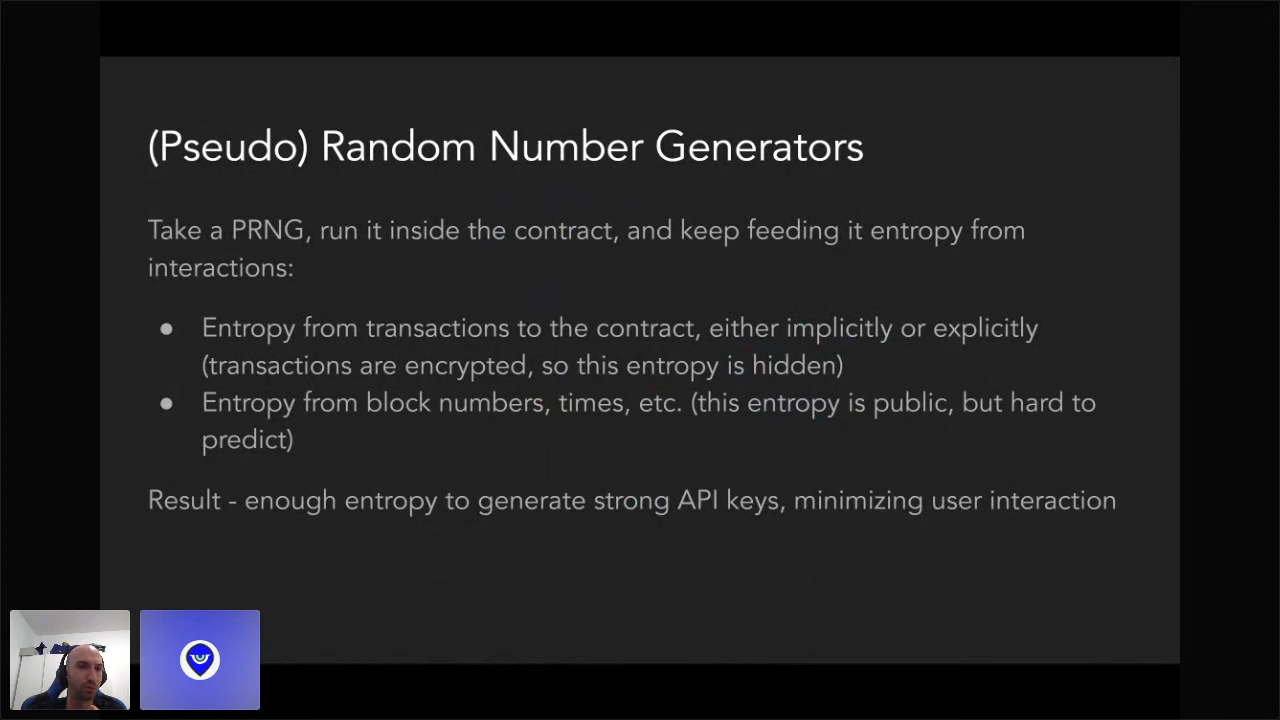 (Pseudo) Random Number Generators
Take a PRNG, run it inside the contract, and keep feeding it entropy from
interactions:
● Entropy from transactions to the contract, either implicitly or explicitly
(transactions are encrypted, so this entropy is hidden)
● Entropy from block numbers, times, etc. (this entropy is public, but hard to
predict)
Result - enough entropy to generate strong API keys, minimizing user interaction